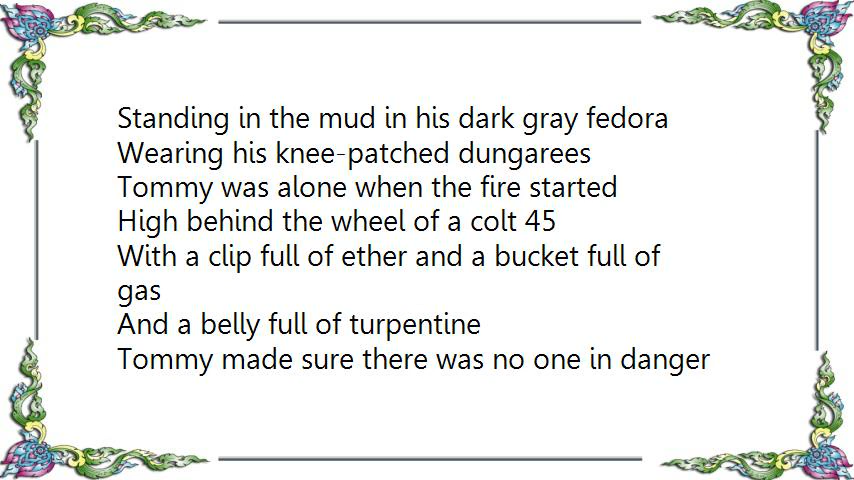 Standing in the mud in his dark gray fedora
Wearing his knee-patched dungarees
Tommy was alone when the fire started
High behind the wheel of a colt 45
With a clip full of ether and a bucket full of
gas
And a belly full of turpentine
Tommy made sure there was no one in danger